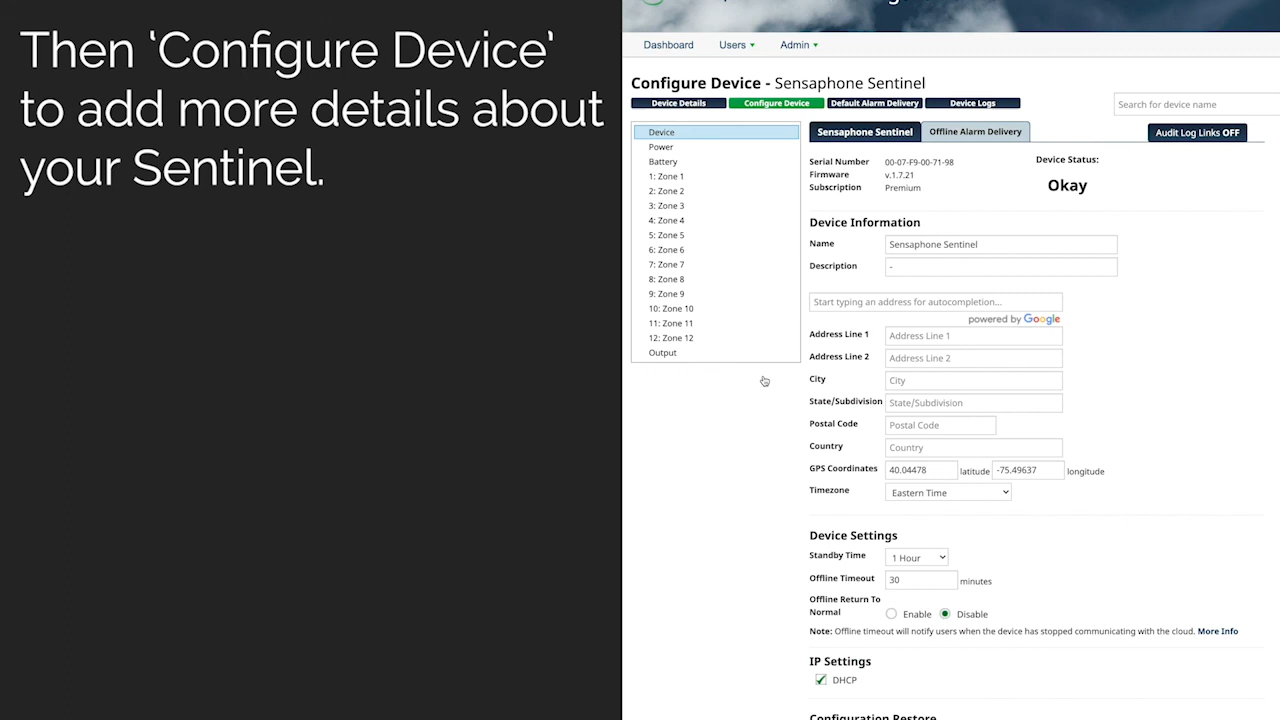 Then ‘Configure Device’
to add more details about
your Sentinel.
Dashboard Users Admin
Configure Device - Sensaphone Sentinel
Device Details Configure Device Default Alarm Delivery Device Logs
Search for device name
Device
Power
Battery
1: Zone 1
2: Zone 2
3: Zone 3
4: Zone 4
5: Zone 5
6: Zone 6
7: Zone 7
8: Zone 8
9: Zone 9
10: Zone 10
11: Zone 11
12: Zone 12
Output
Sensaphone Sentinel Offline Alarm Delivery Audit Log Links OFF
Serial Number 00-07-F9-00-71-98
Firmware v.1.7.21
Subscription Premium
Device Status:
Okay
Device Information
Name Sensaphone Sentinel
Description -
Start typing an address for autocompletion...
powered by Google
Address Line 1 Address Line 1
Address Line 2 Address Line 2
City City
State/Subdivision State/Subdivision
Postal Code Postal Code
Country Country
GPS Coordinates 40.04478 latitude -75.49637 longitude
Timezone Eastern Time
Device Settings
Standby Time 1 Hour
Offline Timeout 30 minutes
Offline Return To
Normal Enable Disable
Note: Offline timeout will notify users when the device has stopped communicating with the cloud. More Info
IP Settings
DHCP
Configuration Restore